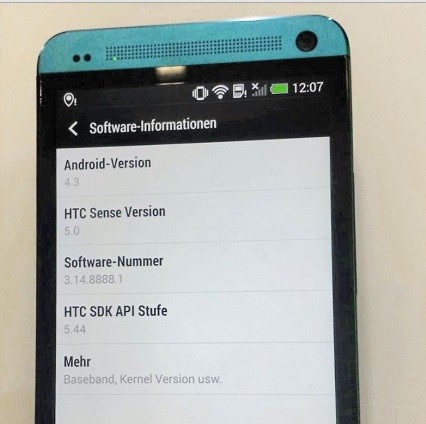 12:07
Software-Informationen
Android-Version
4.3
HTC Sense Version
5.0
Software-Nummer
3.14.8888.1
HTC SDK API Stufe
5.44
Mehr
Baseband, Kernel Version usw.